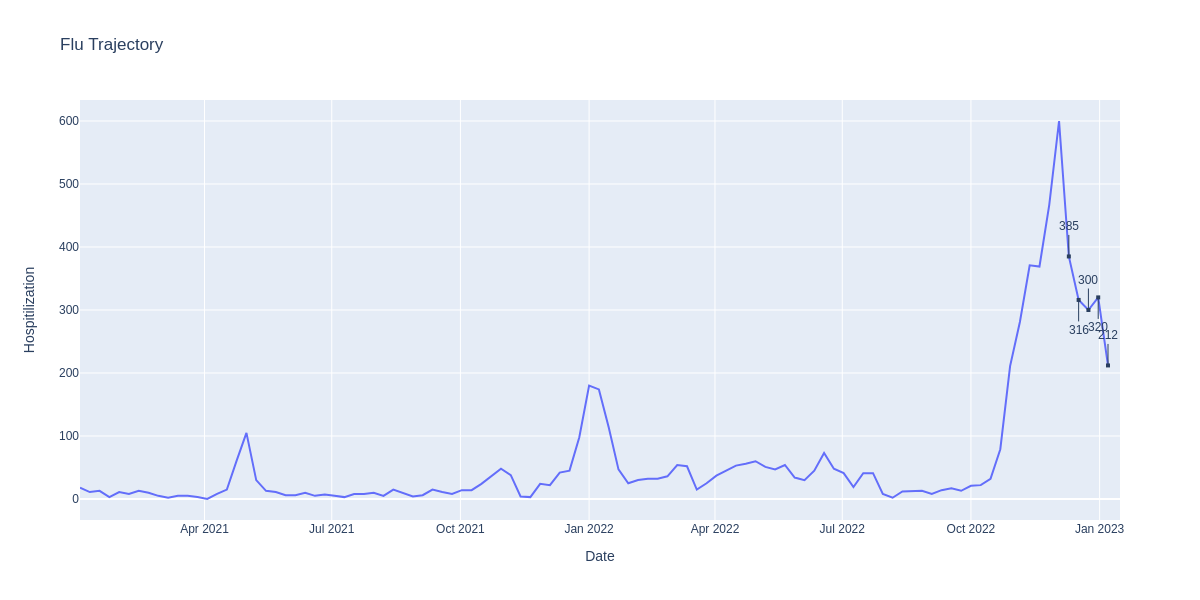 Flu Trajectory
600
500
400
300
200
100
0
Hospitilization
385
300
316
320
212
Apr 2021
Jul 2021
Oct 2021
Jan 2022
Apr 2022
Jul 2022
Oct 2022
Jan 2023
Date